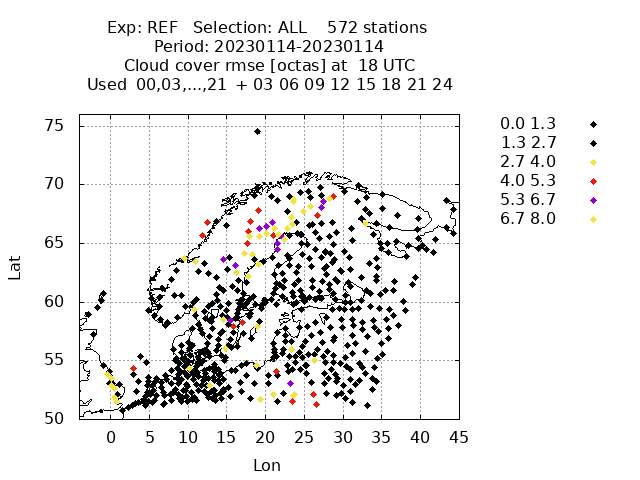 Exp: REF Selection: ALL 572 stations
Period: 20230114-20230114
Cloud cover rmse [octas] at 18 UTC
Used 00,03,...,21 + 03 06 09 12 15 18 21 24
75
70
65
60
55
50
Lat
0 5 10 15 20 25 30 35 40 45
Lon
0.0 1.3
1.3 2.7
2.7 4.0
4.0 5.3
5.3 6.7
6.7 8.0